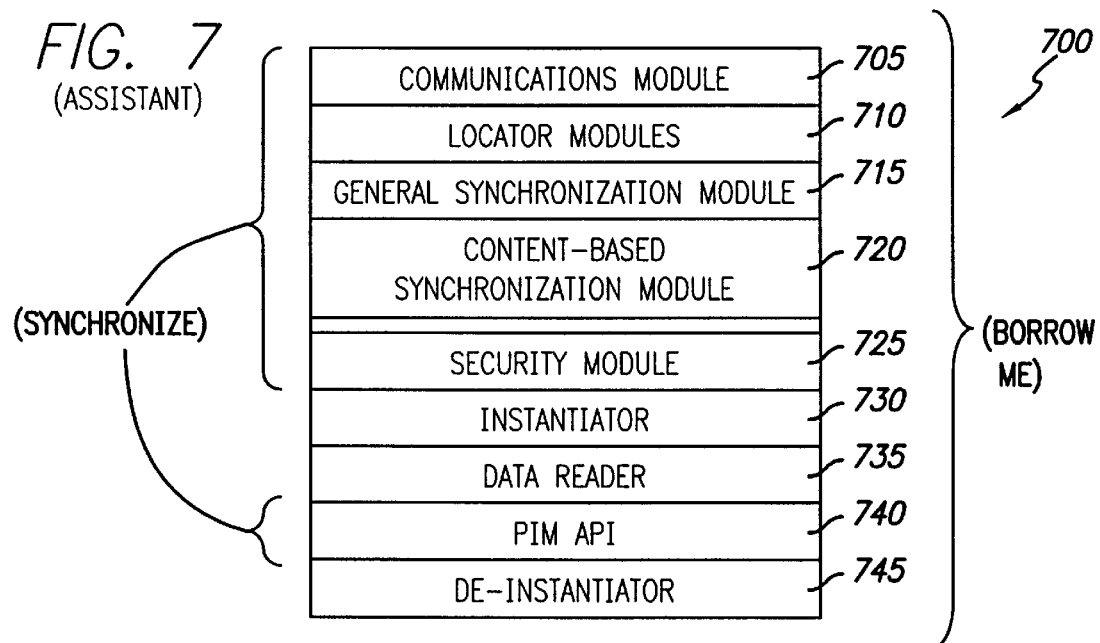 FIG. 7
(ASSISTANT)
700
COMMUNICATIONS MODULE 705
LOCATOR MODULES 710
GENERAL SYNCHRONIZATION MODULE 715
CONTENT-BASED
SYNCHRONIZATION MODULE 720
(SYNCHRONIZE)
SECURITY MODULE 725
(BORROW
ME)
INSTANTIATOR 730
DATA READER 735
PIM API 740
DE-INSTANTIATOR 745